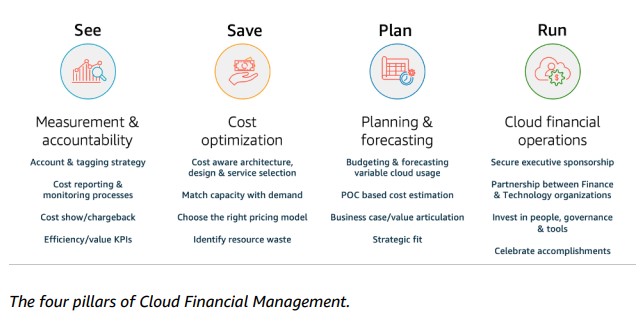 See
Measurement &
accountability
Account & tagging strategy
Cost reporting &
monitoring processes
Cost show/chargeback
Efficiency/value KPIs
Save
Cost
optimization
Cost aware architecture,
design & service selection
Match capacity with demand
Choose the right pricing model
Identify resource waste
Plan
Planning &
forecasting
Budgeting & forecasting
variable cloud usage
POC based cost estimation
Business case/value articulation
Strategic fit
Run
$
Cloud financial
operations
Secure executive sponsorship
Partnership between Finance
& Technology organizations
Invest in people, governance
& tools
Celebrate accomplishments
The four pillars of Cloud Financial Management.